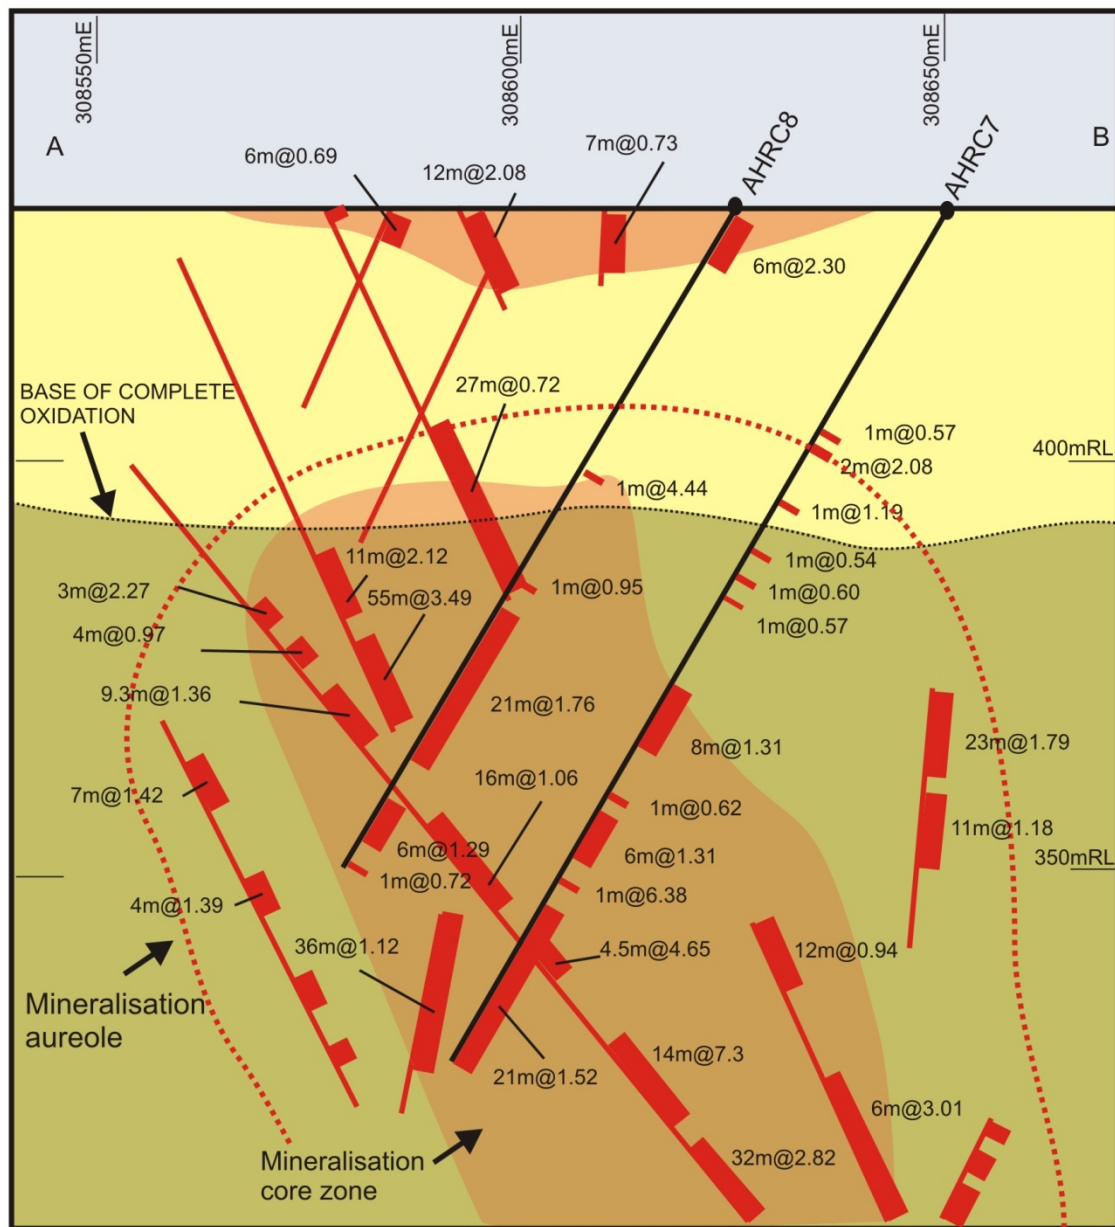 308550mE
308600mE
308650mE
A
B
6m@0.69
12m@2.08
7m@0.73
AHRC8
AHRC7
6m@2.30
BASE OF COMPLETE
OXIDATION
27m@0.72
1m@0.57
400mRL
2m@2.08
1m@4.44
1m@1.19
11m@2.12
1m@0.54
3m@2.27
55m@3.49
1m@0.95
1m@0.60
1m@0.57
4m@0.97
9.3m@1.36
21m@1.76
8m@1.31
23m@1.79
7m@1.42
16m@1.06
1m@0.62
11m@1.18
6m@1.29
6m@1.31
350mRL
1m@0.72
1m@6.38
4m@1.39
36m@1.12
4.5m@4.65
12m@0.94
Mineralisation
aureole
21m@1.52
14m@7.3
6m@3.01
Mineralisation
core zone
32m@2.82